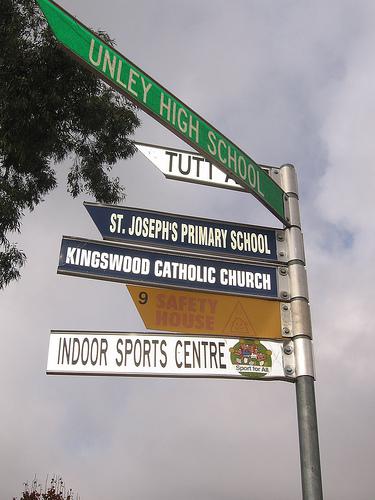 UNLEY HIGH SCHOOL
TUTT
ST. JOSEPH'S PRIMARY SCHOOL
KINGSWOOD CATHOLIC CHURCH
9 SAFETY
HOUSE
INDOOR SPORTS CENTRE
Sport for All